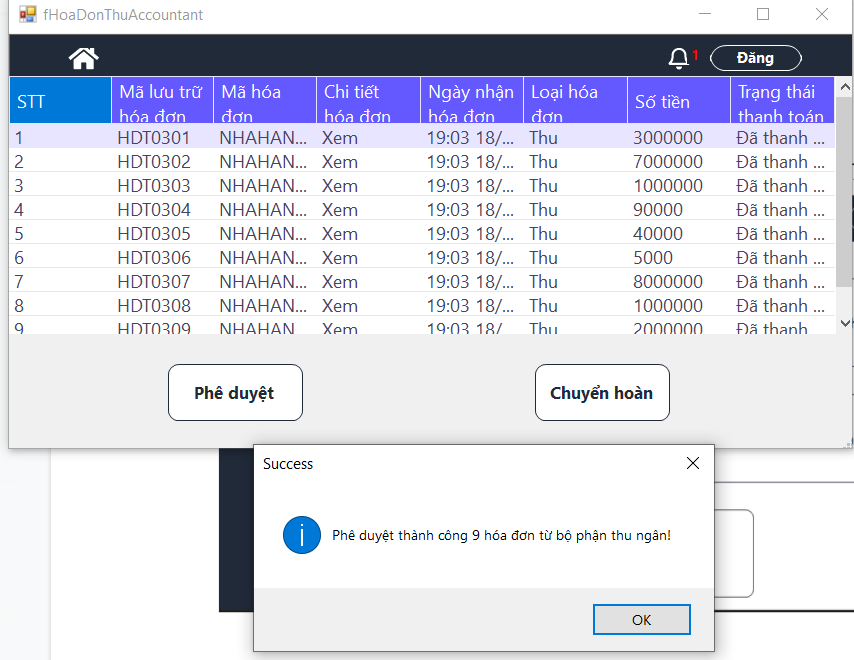 fHoaDonThuAccountant
1
Đăng
STT Mã lưu trữ hóa đơn Mã hóa đơn Chi tiết hóa đơn Ngày nhận hóa đơn Loại hóa đơn Số tiền Trạng thái thanh toán
1 HDT0301 NHAHAN... Xem 19:03 18/... Thu 3000000 Đã thanh ...
2 HDT0302 NHAHAN... Xem 19:03 18/... Thu 7000000 Đã thanh ...
3 HDT0303 NHAHAN... Xem 19:03 18/... Thu 1000000 Đã thanh ...
4 HDT0304 NHAHAN... Xem 19:03 18/... Thu 90000 Đã thanh ...
5 HDT0305 NHAHAN... Xem 19:03 18/... Thu 40000 Đã thanh ...
6 HDT0306 NHAHAN... Xem 19:03 18/... Thu 5000 Đã thanh ...
7 HDT0307 NHAHAN... Xem 19:03 18/... Thu 8000000 Đã thanh ...
8 HDT0308 NHAHAN... Xem 19:03 18/... Thu 1000000 Đã thanh ...
9 HDT0309 NHAHAN... Xem 19:03 18/... Thu 2000000 Đã thanh ...
Phê duyệt Chuyển hoàn
Success
Phê duyệt thành công 9 hóa đơn từ bộ phận thu ngân!
OK